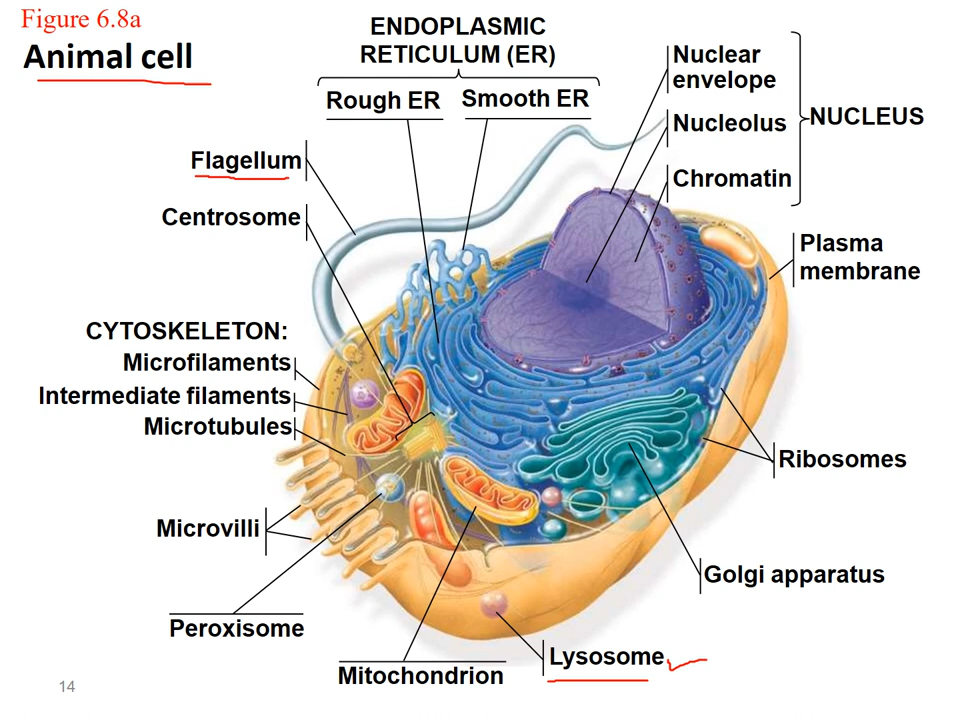 Figure 6.8a
Animal cell
ENDOPLASMIC
RETICULUM (ER)
Rough ER
Smooth ER
Nuclear
envelope
Nucleolus
Chromatin
NUCLEUS
Flagellum
Centrosome
Plasma
membrane
CYTOSKELETON:
Microfilaments
Intermediate filaments
Microtubules
Ribosomes
Microvilli
Golgi apparatus
Peroxisome
Mitochondrion
Lysosome
14